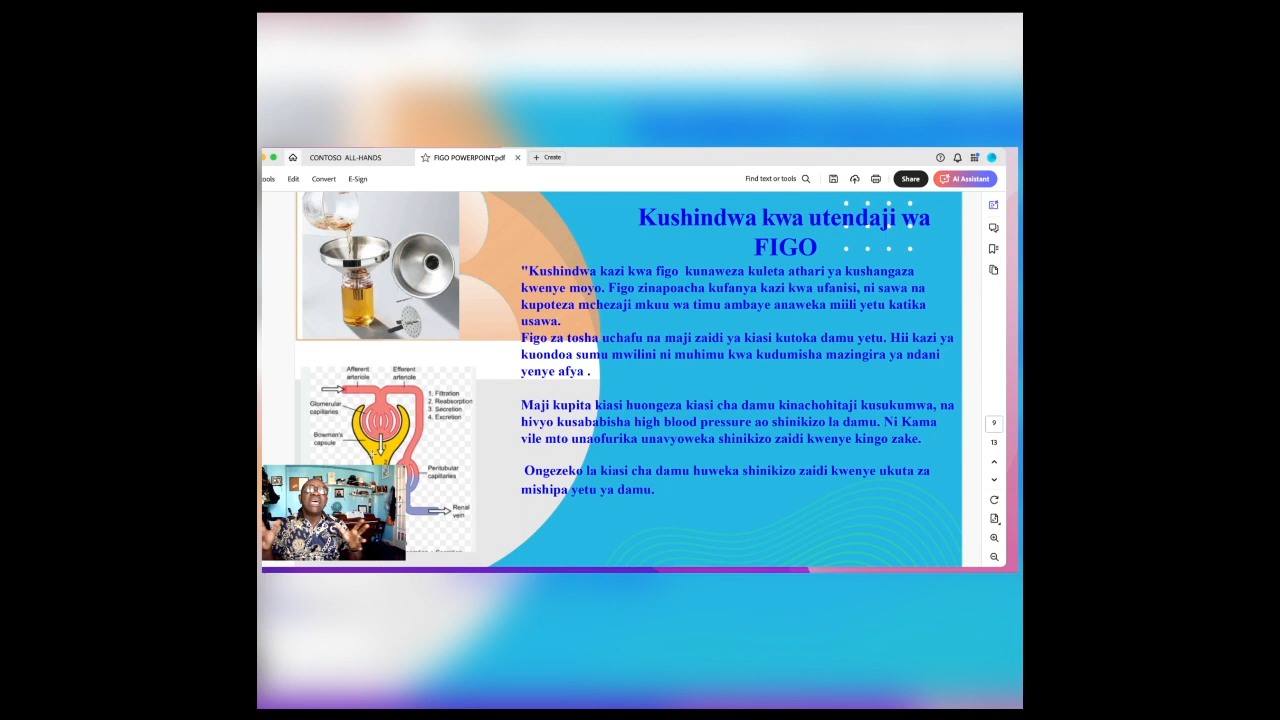 CONTOSO ALL-HANDS
FIGO POWERPOINT.pdf
Create
ools
Edit
Convert
E-Sign
Find text or tools
Share
AI Assistant
Kushindwa kwa utendaji wa
FIGO
"Kushindwa kazi kwa figo kunaweza kuleta athari ya kushangaza
kwenye moyo. Figo zinapoacha kufanya kazi kwa ufanisi, ni sawa na
kupoteza mchezaji mkuu wa timu ambaye anaweka miili yetu katika
usawa.
Figo za tosha uchafu na maji zaidi ya kiasi kutoka damu yetu. Hii kazi ya
kuondoa sumu mwilini ni muhimu kwa kudumisha mazingira ya ndani
yenye afya .
Maji kupita kiasi huongeza kiasi cha damu kinachohitaji kusukumwa, na
hivyo kusababisha high blood pressure ao shinikizo la damu. Ni Kama
vile mto unaofurika unavyoweka shinikizo zaidi kwenye kingo zake.
Ongezeko la kiasi cha damu huweka shinikizo zaidi kwenye ukuta za
mishipa yetu ya damu.
Afferent
arteriole
Efferent
arteriole
Glomerular
capillaries
Bowman's
capsule
1. Filtration
2. Reabsorption
3. Secretion
4. Excretion
Peritubular
capillaries
Renal
vein
9
13